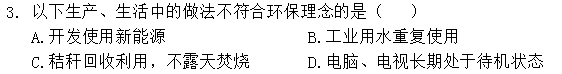 3. 以下生产、生活中的做法不符合环保理念的是（　　）
A.开发使用新能源　　B.工业用水重复使用
C.秸秆回收利用，不露天焚烧　　D.电脑、电视长期处于待机状态